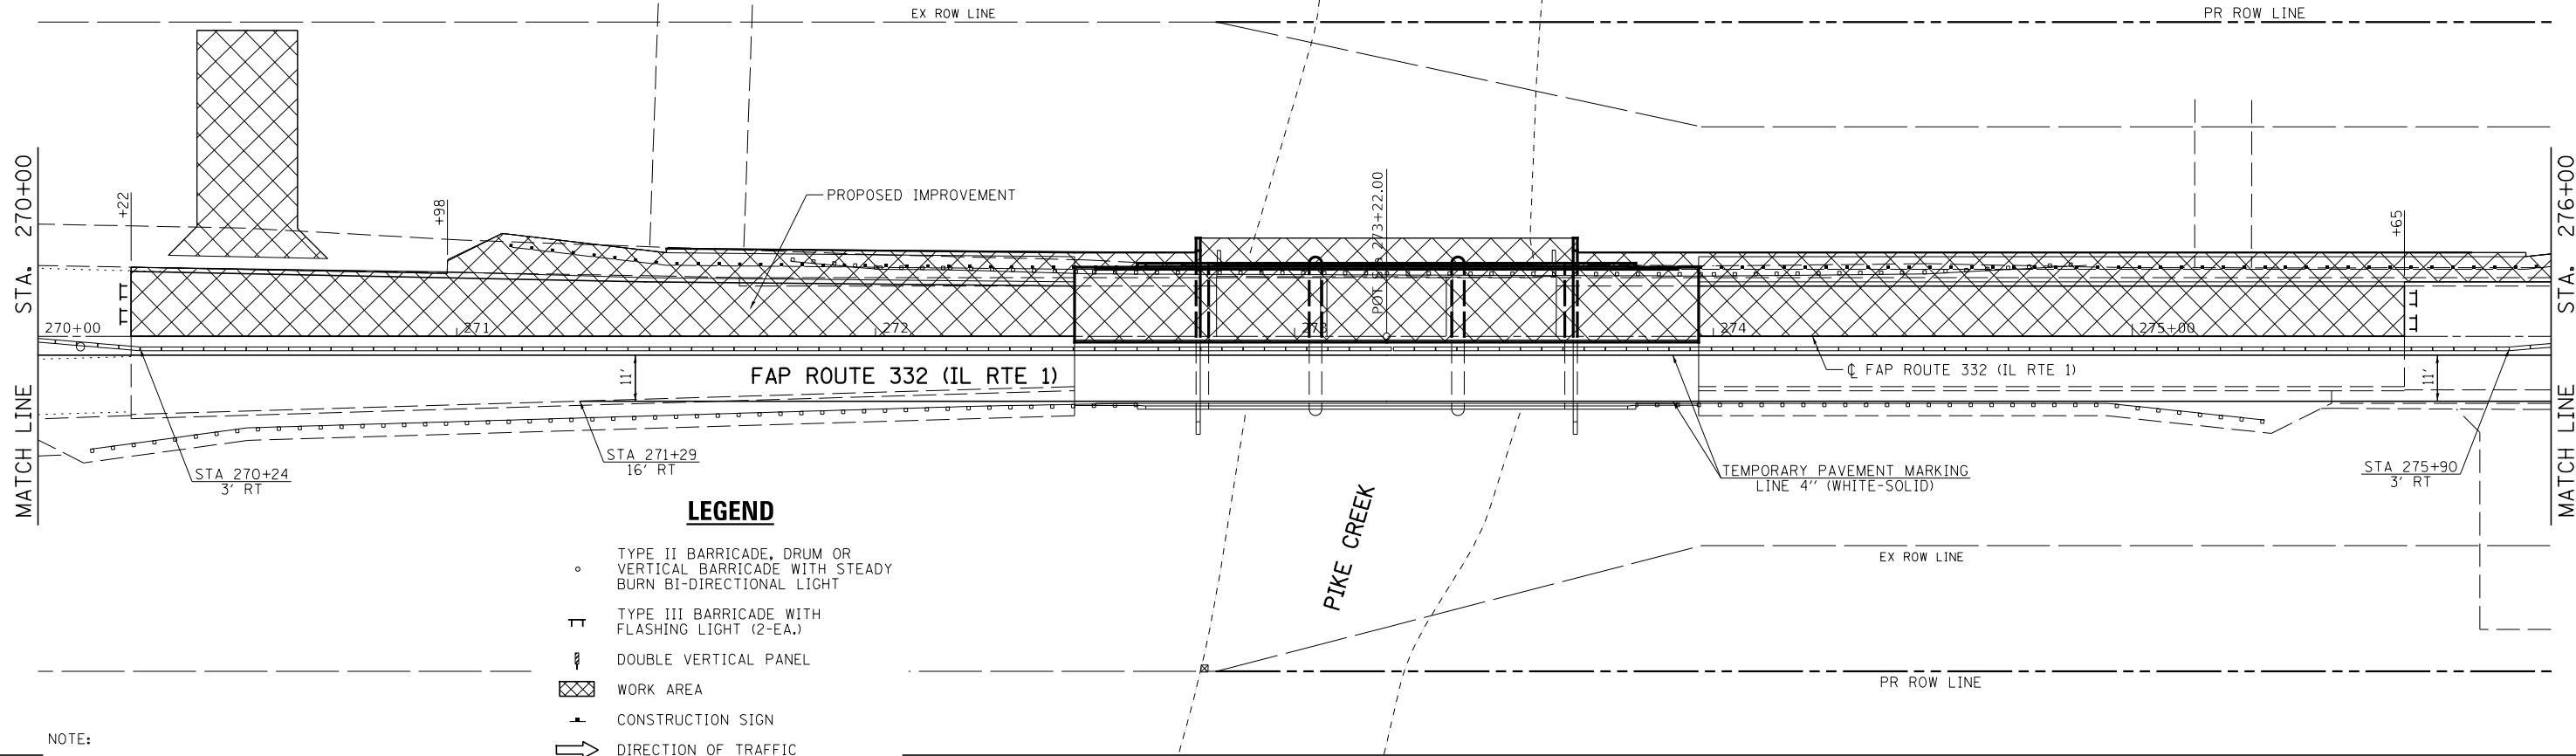 EX ROW LINE
PR ROW LINE
MATCH LINE STA. 270+00
+22
+98
PROPOSED IMPROVEMENT
POT Sta 273+22.00
+65
MATCH LINE STA. 276+00
270+00
271
272
273
274
275+00
11'
FAP ROUTE 332 (IL RTE 1)
℄ FAP ROUTE 332 (IL RTE 1)
11'
STA 270+24
3' RT
STA 271+29
16' RT
TEMPORARY PAVEMENT MARKING
LINE 4" (WHITE-SOLID)
STA 275+90
3' RT
PIKE CREEK
EX ROW LINE
PR ROW LINE
LEGEND
TYPE II BARRICADE, DRUM OR
VERTICAL BARRICADE WITH STEADY
BURN BI-DIRECTIONAL LIGHT
TYPE III BARRICADE WITH
FLASHING LIGHT (2-EA.)
DOUBLE VERTICAL PANEL
WORK AREA
CONSTRUCTION SIGN
DIRECTION OF TRAFFIC
NOTE: